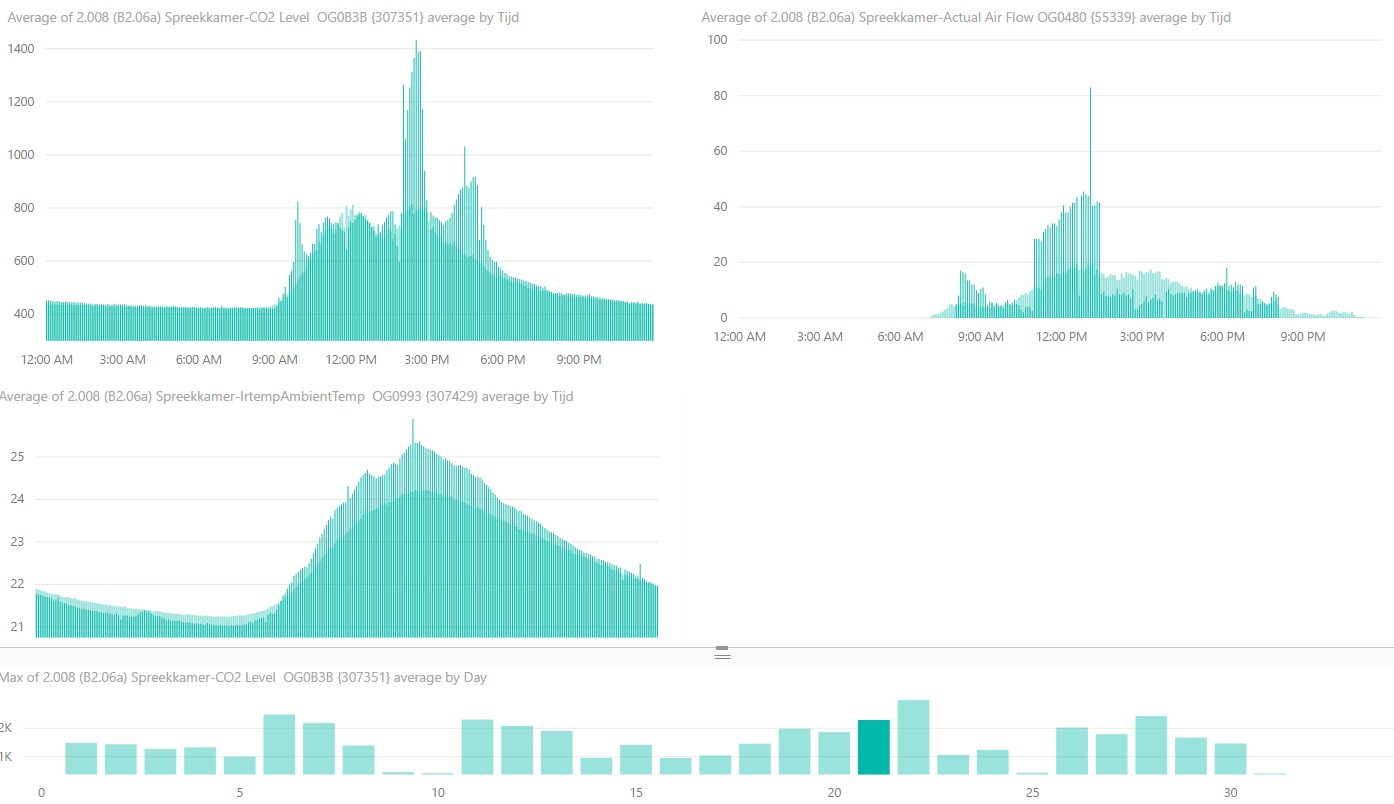 Average of 2.008 (B2.06a) Spreekkamer-CO2 Level OG0B3B {307351} average by Tijd
1400
1200
1000
800
600
400
12:00 AM 3:00 AM 6:00 AM 9:00 AM 12:00 PM 3:00 PM 6:00 PM 9:00 PM
Average of 2.008 (B2.06a) Spreekkamer-Actual Air Flow OG0480 {55339} average by Tijd
100
80
60
40
20
0
12:00 AM 3:00 AM 6:00 AM 9:00 AM 12:00 PM 3:00 PM 6:00 PM 9:00 PM
Average of 2.008 (B2.06a) Spreekkamer-IrtempAmbientTemp OG0993 {307429} average by Tijd
25
24
23
22
21
Max of 2.008 (B2.06a) Spreekkamer-CO2 Level OG0B3B {307351} average by Day
2K
1K
0 5 10 15 20 25 30